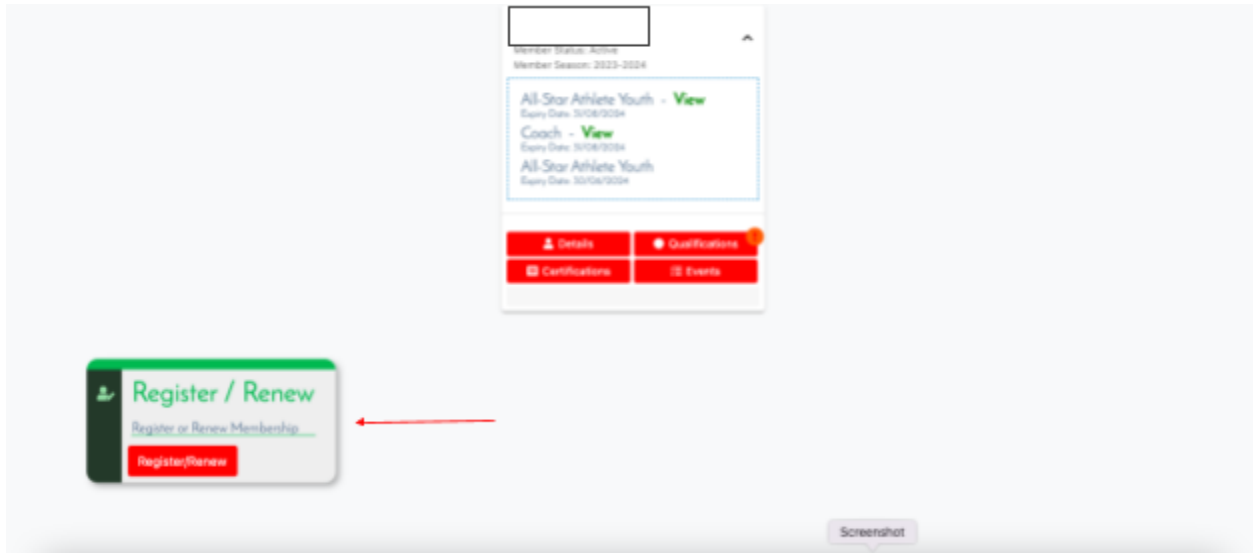 Member Status: Active
Member Season: 2023-2024
All-Star Athlete Youth - View
Expiry Date: 31/08/2024
Coach - View
Expiry Date: 31/08/2024
All-Star Athlete Youth
Expiry Date: 30/06/2024
Details
Qualifications
Certifications
Events
Register / Renew
Register or Renew Membership
Register/Renew
Screenshot